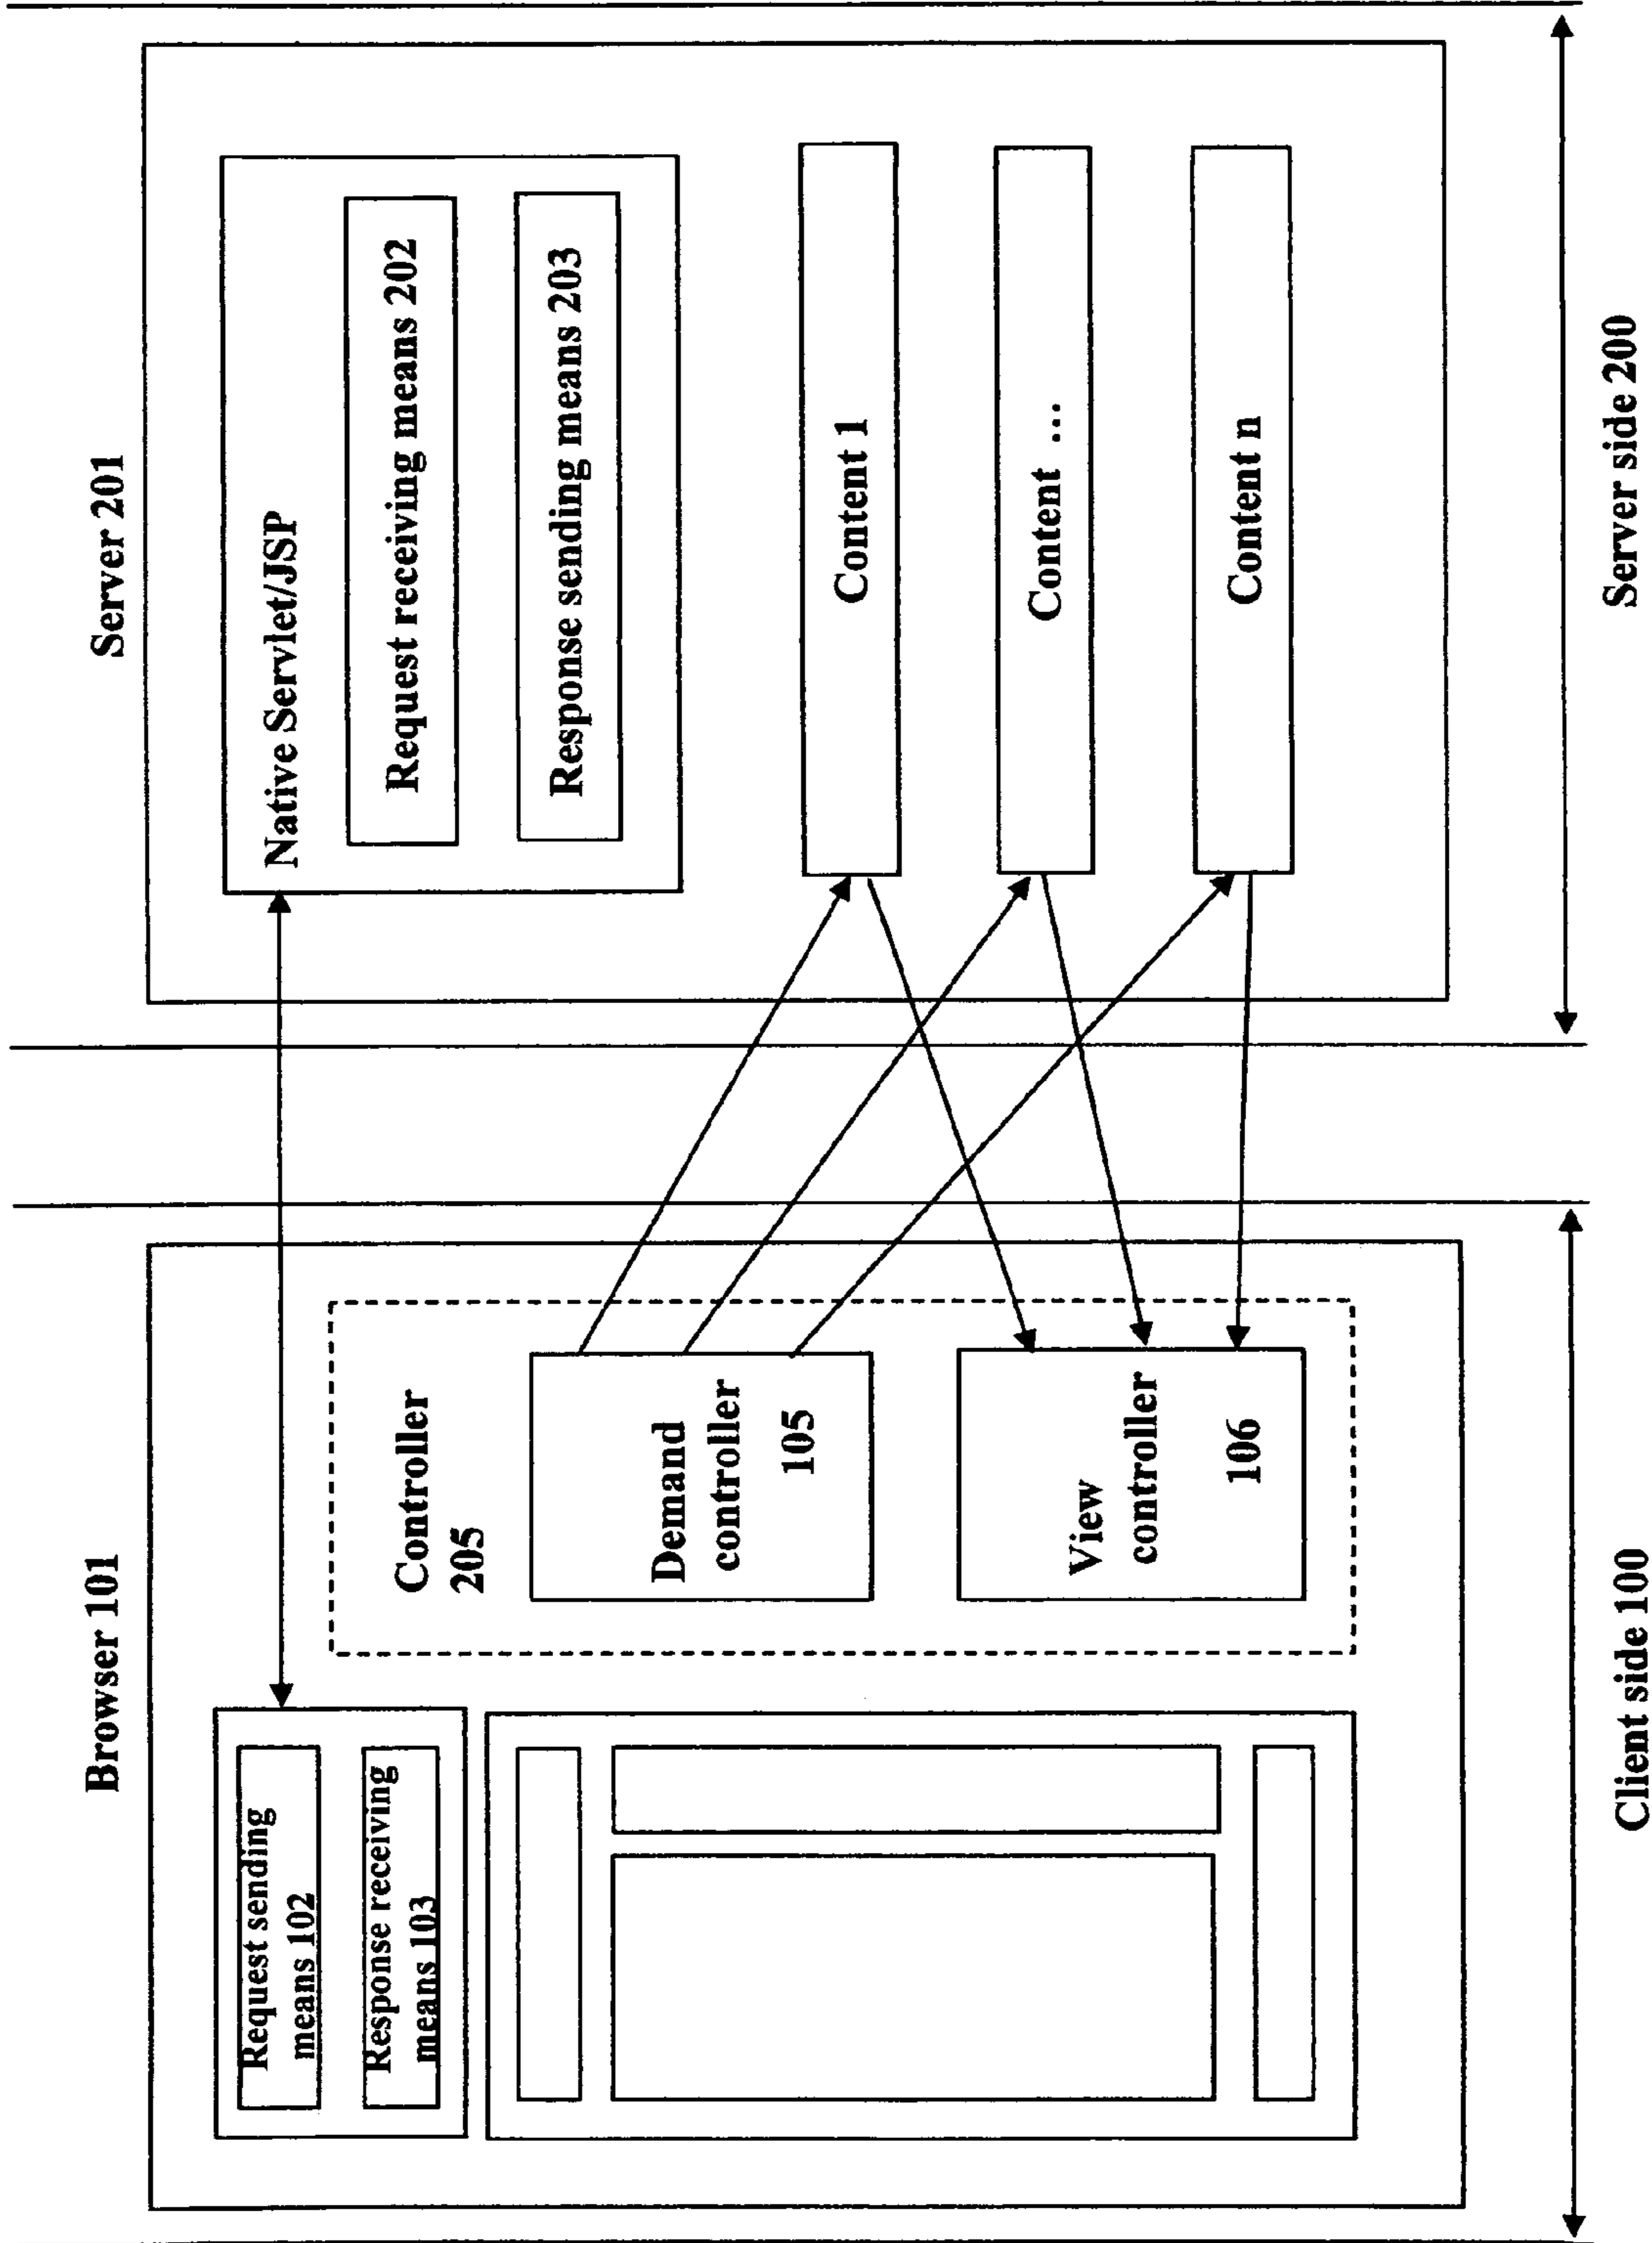 Browser 101
Request sending
means 102
Response receiving
means 103
Controller
205
Demand
controller
105
View
controller
106
Client side 100
Server 201
Native Servlet/JSP
Request receiving means 202
Response sending means 203
Content 1
Content ...
Content n
Server side 200